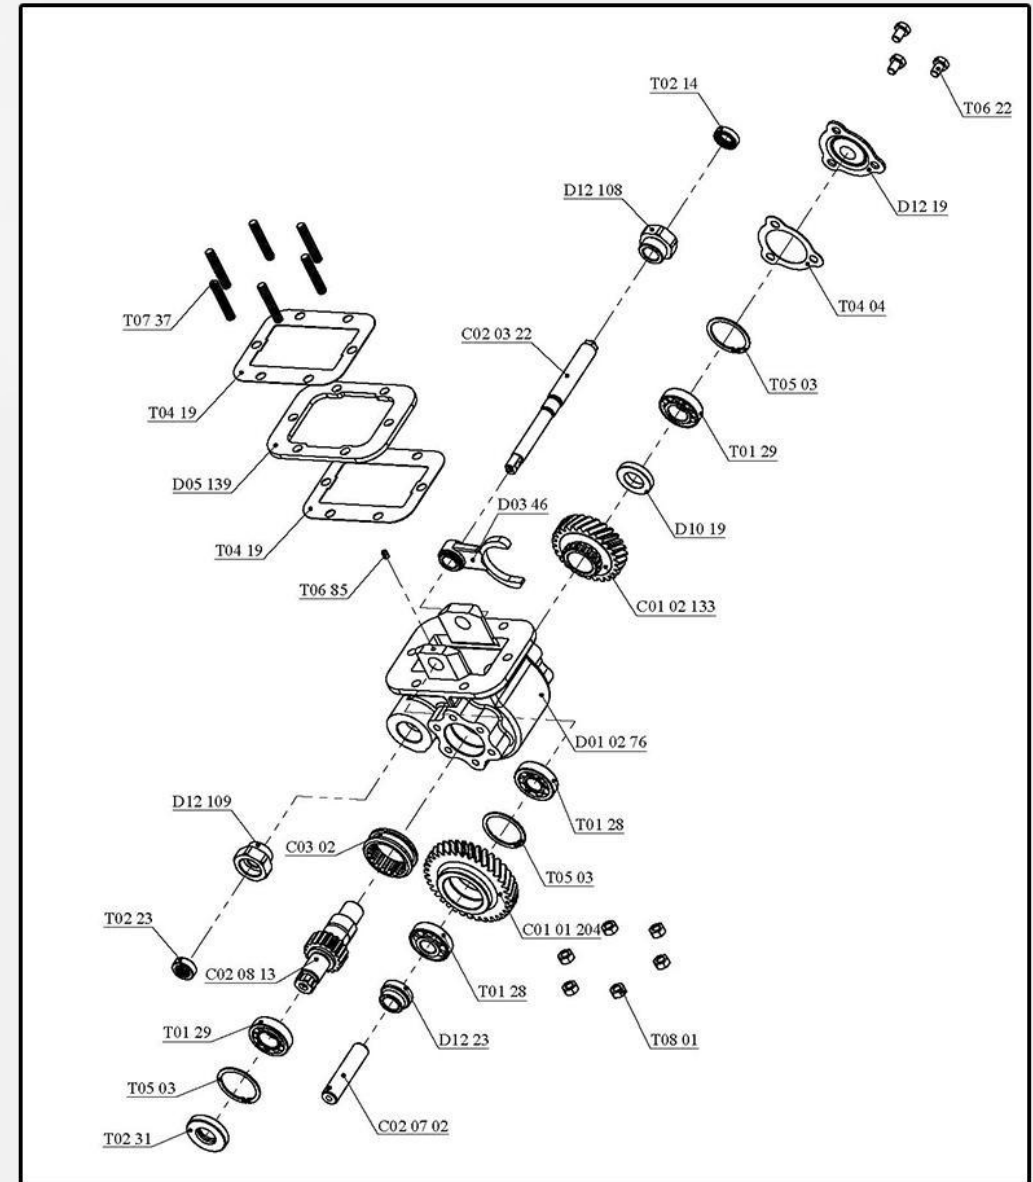 T02 14
T06 22
D12 108
D12 19
T04 04
T07 37
C02 03 22
T05 03
T04 19
T01 29
D05 139
D03 46
D10 19
T04 19
T06 85
C01 02 133
D01 02 76
D12 109
T01 28
C03 02
T05 03
T02 23
C01 01 204
C02 08 13
T01 28
T01 29
D12 23
T08 01
T05 03
C02 07 02
T02 31